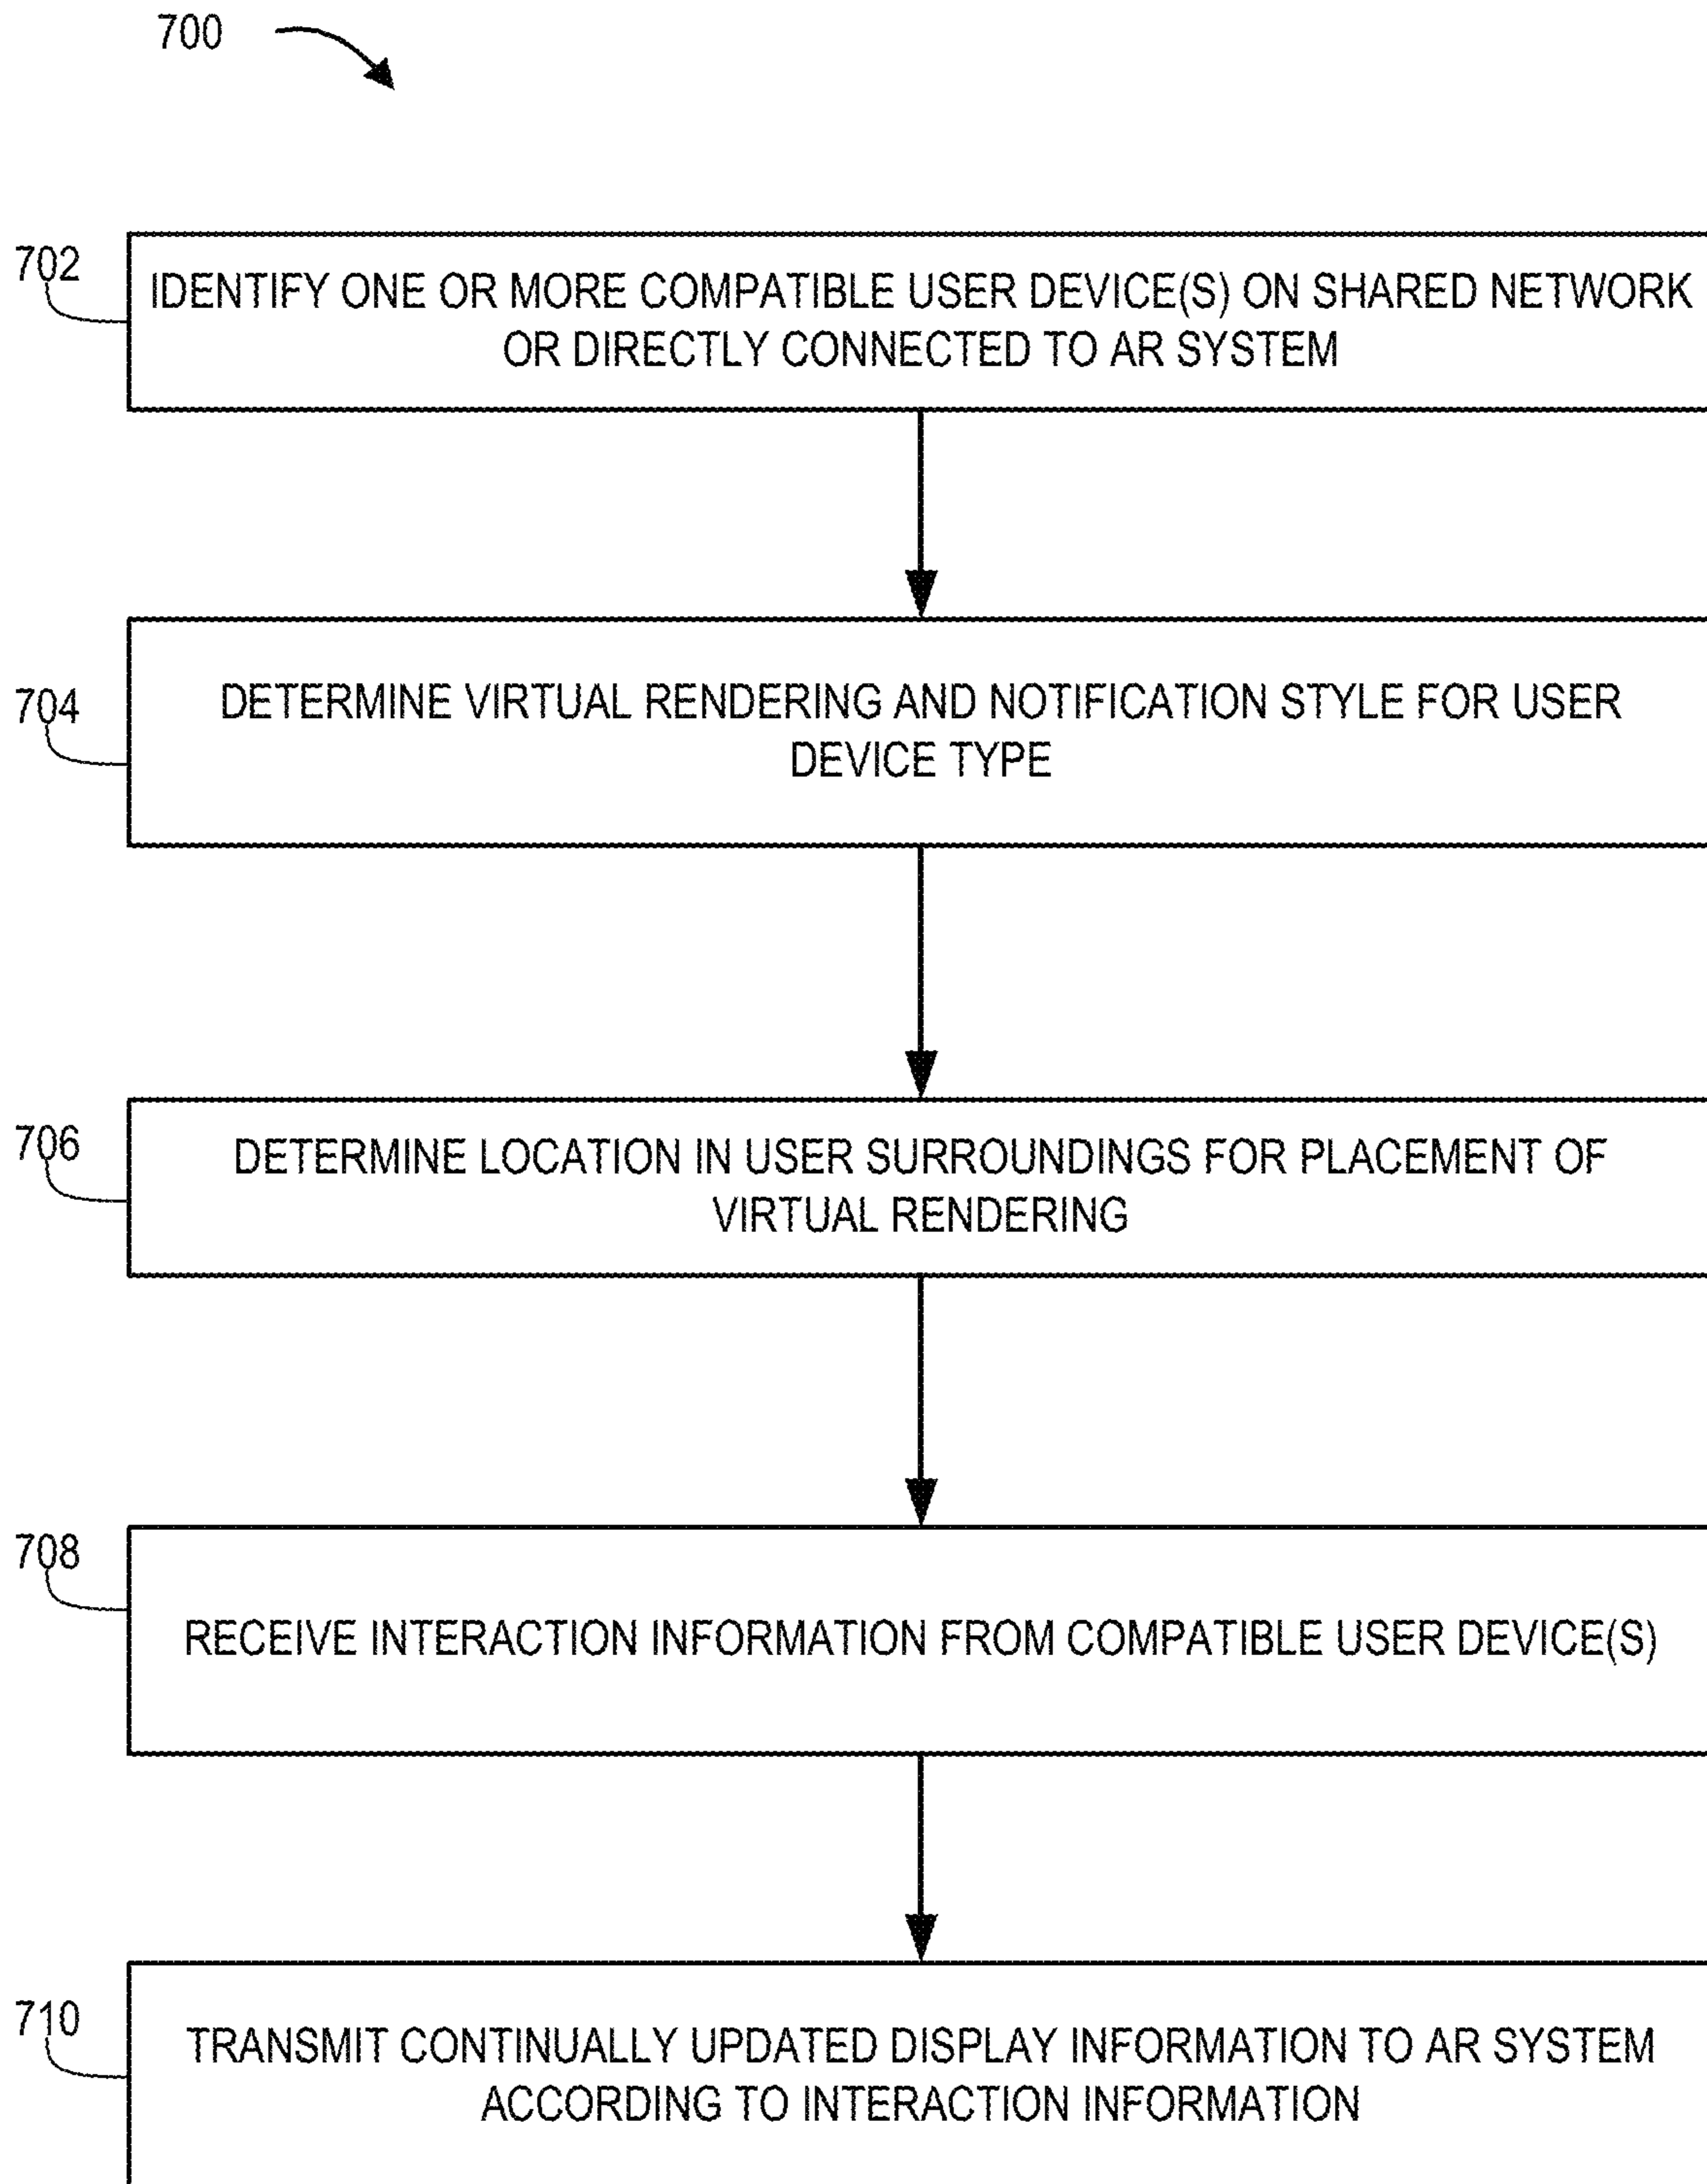 700
702
IDENTIFY ONE OR MORE COMPATIBLE USER DEVICE(S) ON SHARED NETWORK
OR DIRECTLY CONNECTED TO AR SYSTEM
704
DETERMINE VIRTUAL RENDERING AND NOTIFICATION STYLE FOR USER
DEVICE TYPE
706
DETERMINE LOCATION IN USER SURROUNDINGS FOR PLACEMENT OF
VIRTUAL RENDERING
708
RECEIVE INTERACTION INFORMATION FROM COMPATIBLE USER DEVICE(S)
710
TRANSMIT CONTINUALLY UPDATED DISPLAY INFORMATION TO AR SYSTEM
ACCORDING TO INTERACTION INFORMATION